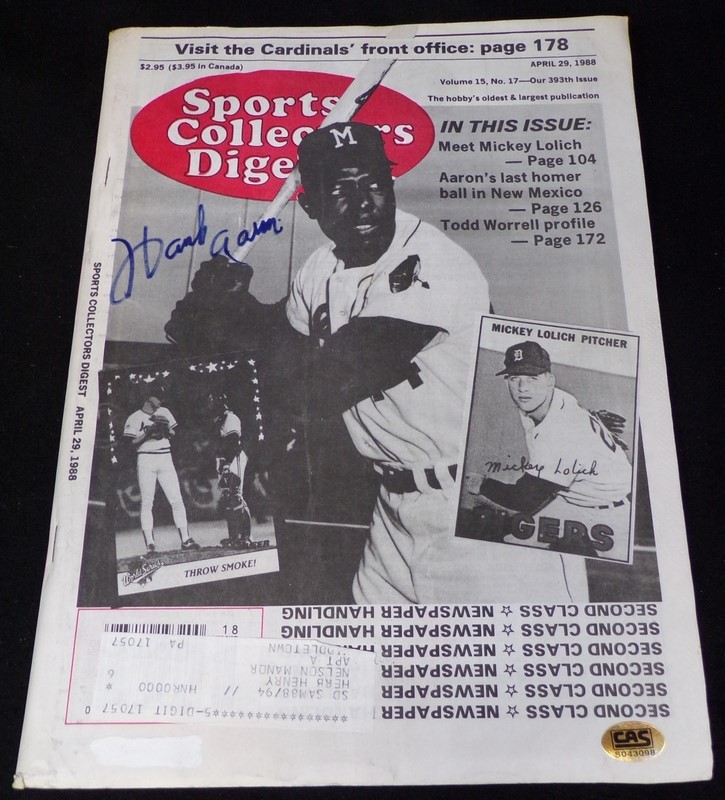 Visit the Cardinals' front office: page 178
$2.95 ($3.95 in Canada)
APRIL 29, 1988
Volume 15, No. 17—Our 393th Issue
The hobby's oldest & largest publication
Sports
Collectors
Digest
IN THIS ISSUE:
Meet Mickey Lolich
— Page 104
Aaron's last homer
ball in New Mexico
— Page 126
Todd Worrell profile
— Page 172
M
Hank Aaron
SPORTS COLLECTORS DIGEST APRIL 29, 1988
MICKEY LOLICH PITCHER
D
Mickey Lolich
TIGERS
World Series
THROW SMOKE!
SECOND CLASS ☆ NEWSPAPER HANDLING
SECOND CLASS ☆ NEWSPAPER HANDLING
SECOND CLASS ☆ NEWSPAPER HANDLING
SECOND CLASS ☆ NEWSPAPER
SECOND CLASS ☆ NEWSPAPER
SECOND CLASS ☆ NEWSPAPER
18
5-DIGIT 17057 0
SD SAM88/94 // HNR0000 *
HERB HENRY 6
NELSON MANOR
APT A
MIDDLETOWN PA 17057
CAS
S043098